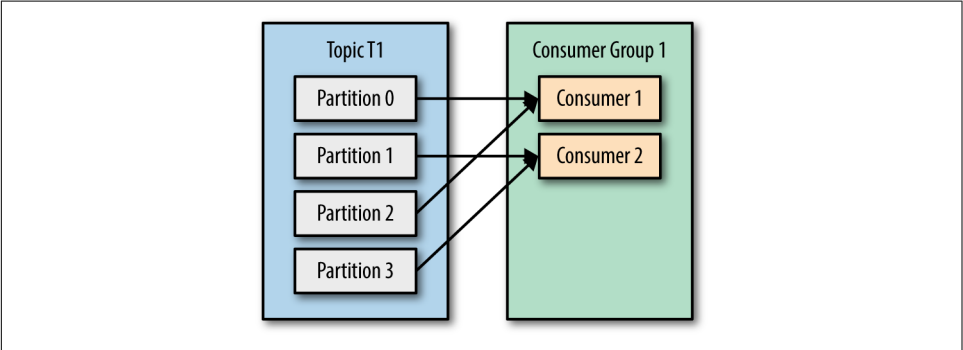 Topic T1
Partition 0
Partition 1
Partition 2
Partition 3
Consumer Group 1
Consumer 1
Consumer 2